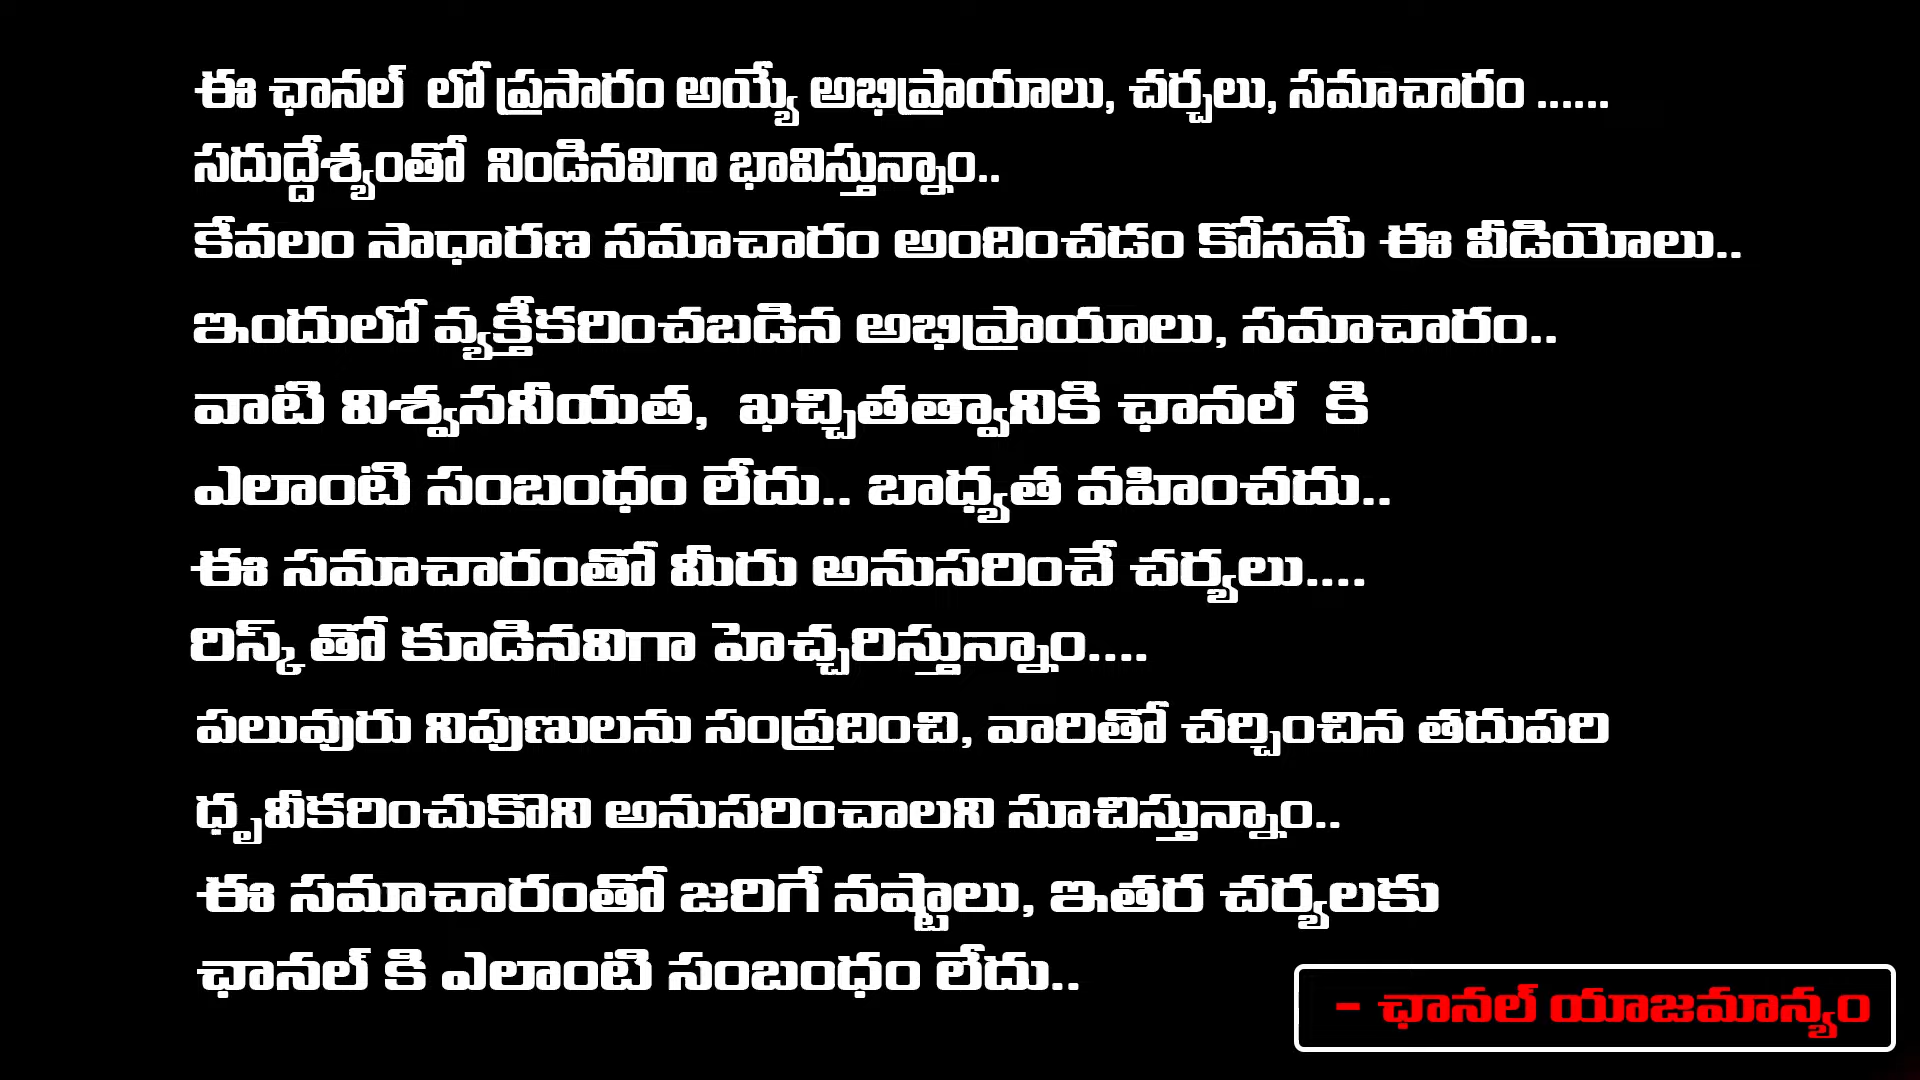 ఈ ఛానల్ లో ప్రసారం అయ్యే అభిప్రాయాలు, చర్చలు, సమాచారం ......
సదుద్దేశ్యంతో నిండినవిగా భావిస్తున్నాం..
కేవలం సాధారణ సమాచారం అందించడం కోసమే ఈ వీడియోలు..
ఇందులో వ్యక్తీకరించబడిన అభిప్రాయాలు, సమాచారం..
వాటి విశ్వసనీయత, ఖచ్చితత్వానికి ఛానల్ కి
ఎలాంటి సంబంధం లేదు.. బాధ్యత వహించదు..
ఈ సమాచారంతో మీరు అనుసరించే చర్యలు....
రిస్క్ తో కూడినవిగా హెచ్చరిస్తున్నాం....
పలువురు నిపుణులను సంప్రదించి, వారితో చర్చించిన తదుపరి
ధృవీకరించుకొని అనుసరించాలని సూచిస్తున్నాం..
ఈ సమాచారంతో జరిగే నష్టాలు, ఇతర చర్యలకు
ఛానల్ కి ఎలాంటి సంబంధం లేదు..
- ఛానల్ యాజమాన్యం